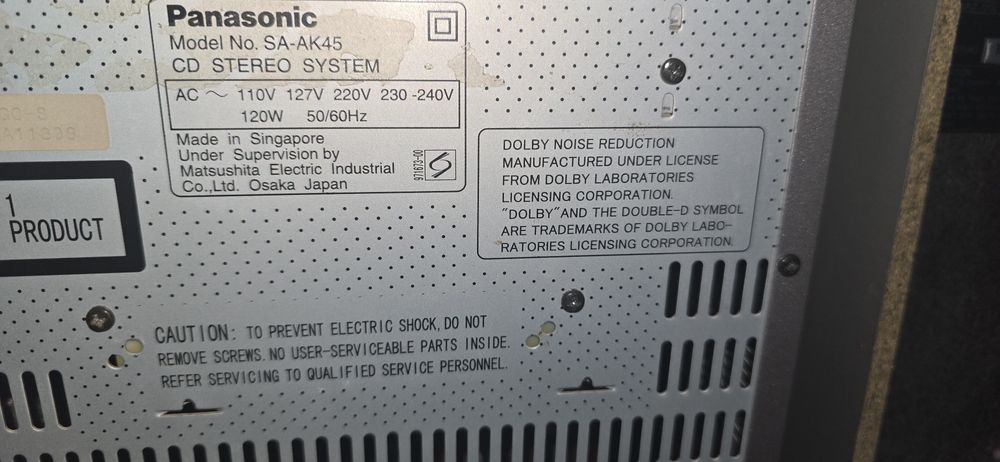 Panasonic
Model No. SA-AK45
CD STEREO SYSTEM
AC ～ 110V 127V 220V 230 -240V
120W 50/60Hz
Made in Singapore
Under Supervision by
Matsushita Electric Industrial
Co.,Ltd. Osaka Japan
971673-00
DOLBY NOISE REDUCTION
MANUFACTURED UNDER LICENSE
FROM DOLBY LABORATORIES
LICENSING CORPORATION.
"DOLBY"AND THE DOUBLE-D SYMBOL
ARE TRADEMARKS OF DOLBY LABO-
RATORIES LICENSING CORPORATION.
1
PRODUCT
CAUTION: TO PREVENT ELECTRIC SHOCK, DO NOT
REMOVE SCREWS. NO USER-SERVICEABLE PARTS INSIDE.
REFER SERVICING TO QUALIFIED SERVICE PERSONNEL.